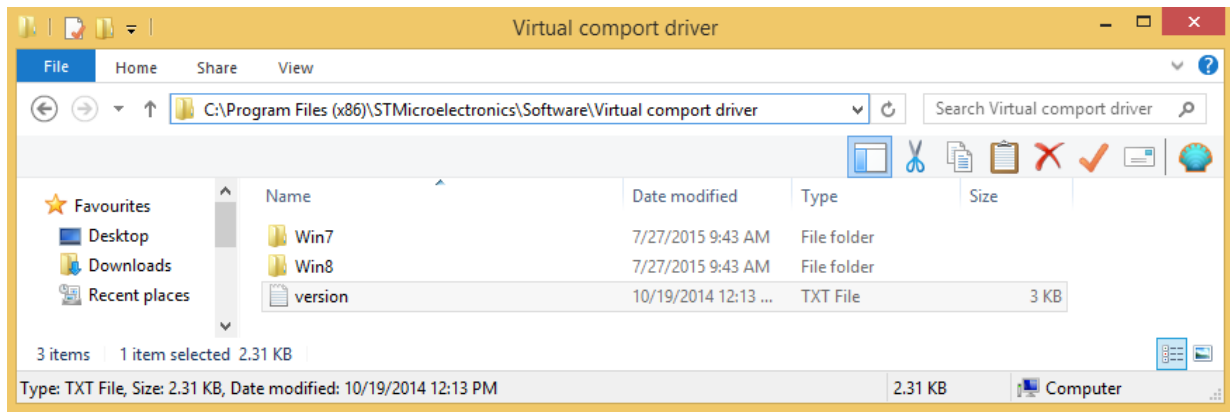 Virtual comport driver
File Home Share View
C:\Program Files (x86)\STMicroelectronics\Software\Virtual comport driver Search Virtual comport driver
Name Date modified Type Size
Favourites
Desktop Win7 7/27/2015 9:43 AM File folder
Downloads Win8 7/27/2015 9:43 AM File folder
Recent places version 10/19/2014 12:13 ... TXT File 3 KB
3 items 1 item selected 2.31 KB
Type: TXT File, Size: 2.31 KB, Date modified: 10/19/2014 12:13 PM 2.31 KB Computer